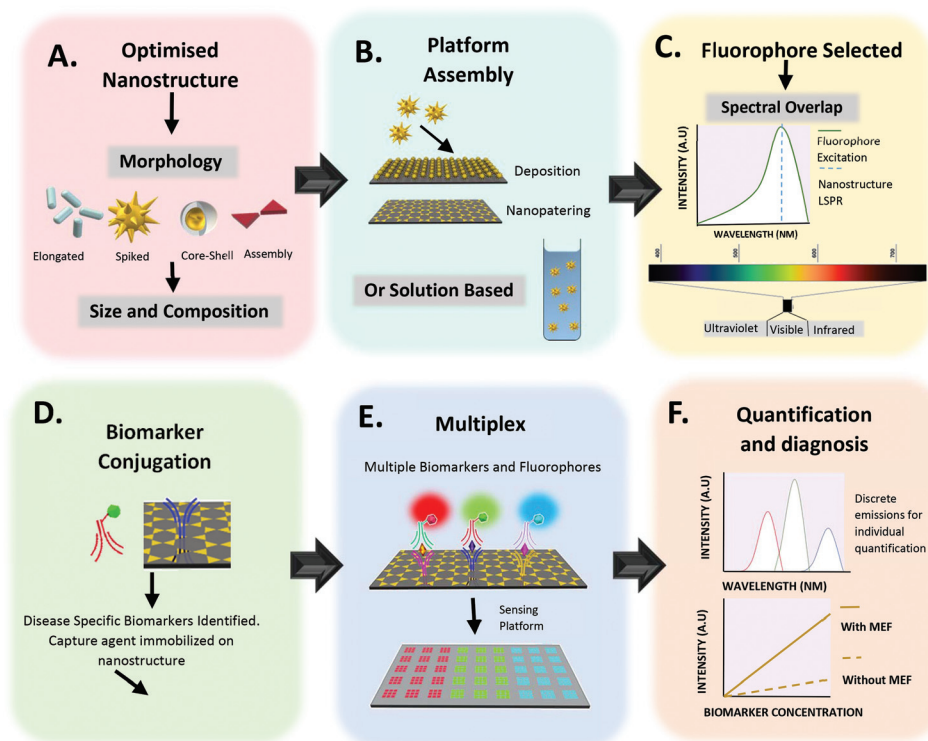 A.
Optimised
Nanostructure
Morphology
Elongated
Spiked
Core-Shell
Assembly
Size and Composition
B.
Platform
Assembly
Deposition
Nanopatering
Or Solution Based
C.
Fluorophore Selected
Spectral Overlap
INTENSITY (A.U)
WAVELENGTH (NM)
Fluorophore
Excitation
Nanostructure
LSPR
400
500
600
700
Ultraviolet
Visible
Infrared
D.
Biomarker
Conjugation
Disease Specific Biomarkers Identified.
Capture agent immobilized on
nanostructure
E.
Multiplex
Multiple Biomarkers and Fluorophores
Sensing
Platform
F.
Quantification
and diagnosis
INTENSITY (A.U)
WAVELENGTH (NM)
Discrete
emissions for
individual
quantification
INTENSITY (A.U)
BIOMARKER CONCENTRATION
With MEF
Without MEF